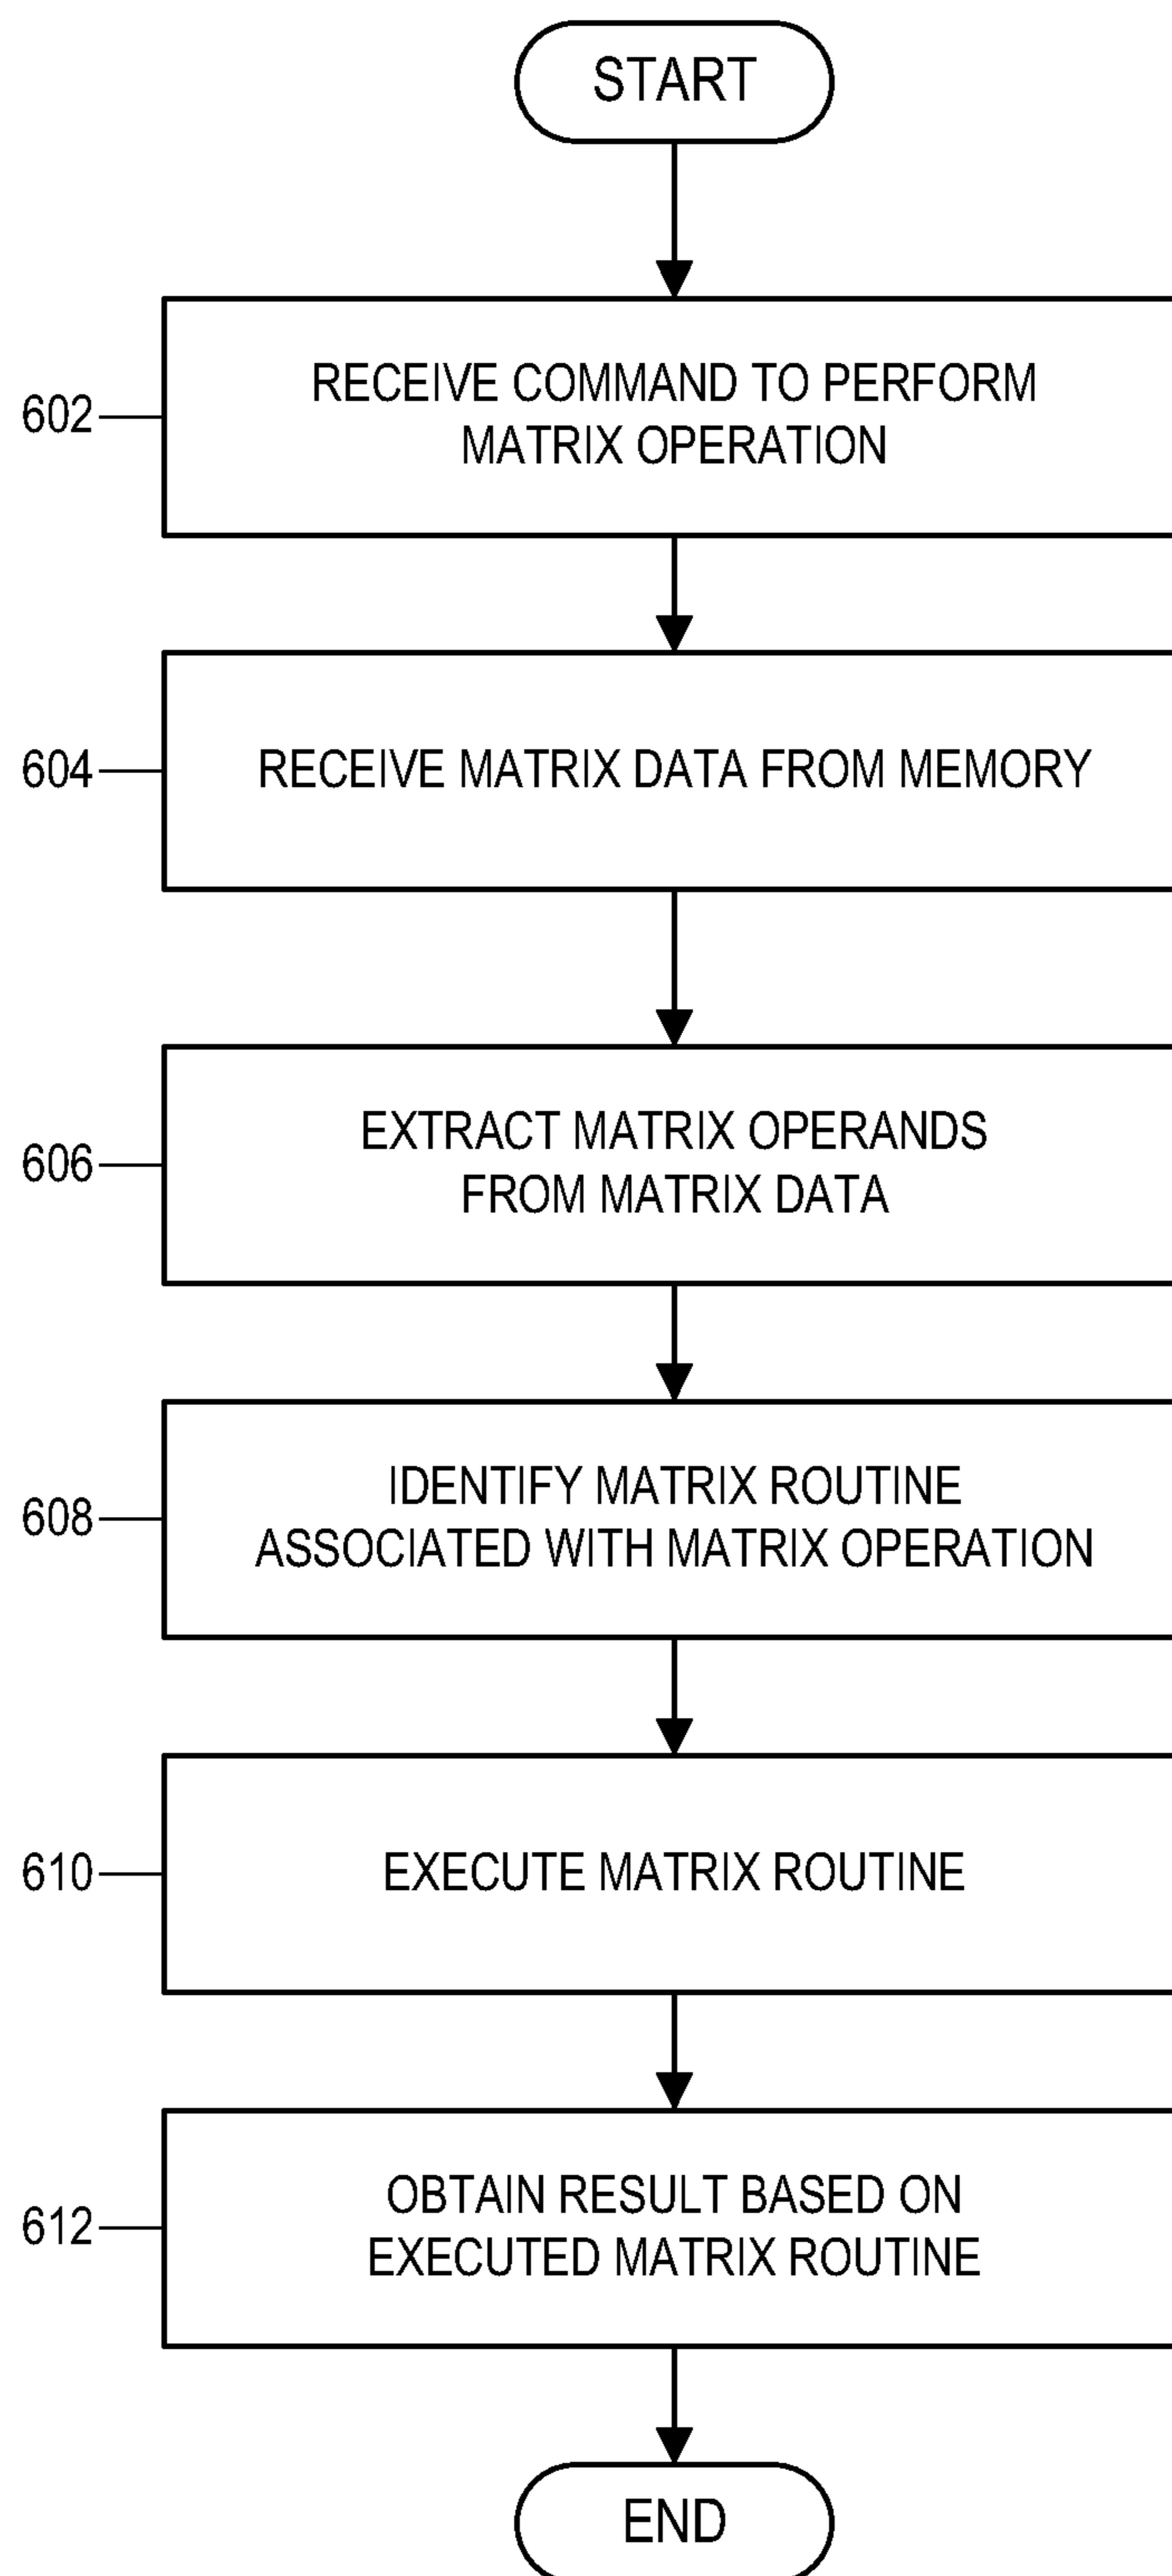 START
602
RECEIVE COMMAND TO PERFORM
MATRIX OPERATION
604
RECEIVE MATRIX DATA FROM MEMORY
606
EXTRACT MATRIX OPERANDS
FROM MATRIX DATA
608
IDENTIFY MATRIX ROUTINE
ASSOCIATED WITH MATRIX OPERATION
610
EXECUTE MATRIX ROUTINE
612
OBTAIN RESULT BASED ON
EXECUTED MATRIX ROUTINE
END